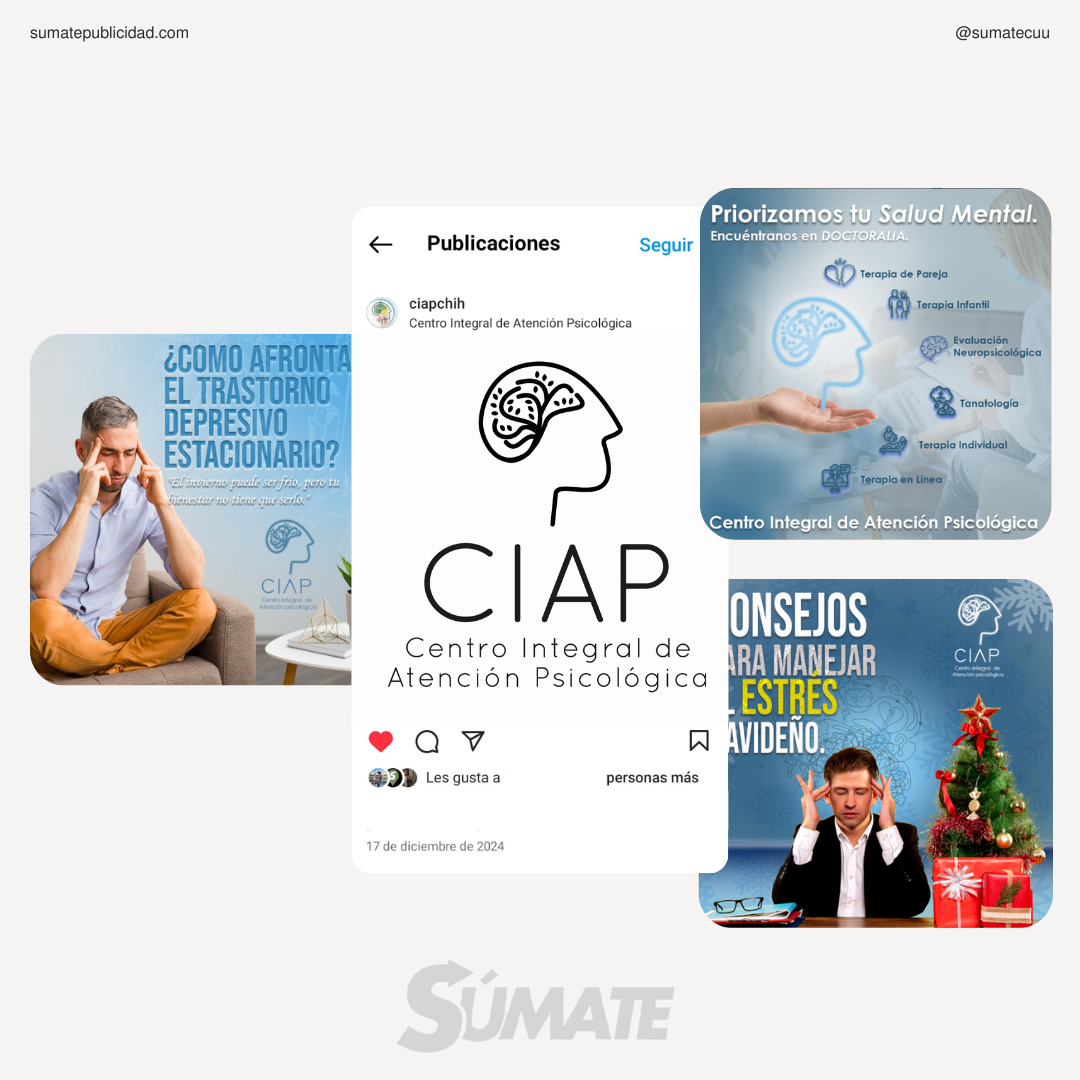 sumatepublicidad.com
@sumatecuu
¿COMO AFRONTA
EL TRASTORNO
DEPRESIVO
ESTACIONARIO?
"El invierno puede ser frío, pero tu
bienestar no tiene que serlo."
CIAP
Centro Integral de
Atención psicológica
Publicaciones
Seguir
ciapchih
Centro Integral de Atención Psicológica
CIAP
Centro Integral de
Atención Psicológica
Les gusta a
personas más
17 de diciembre de 2024
Priorizamos tu Salud Mental.
Encuéntranos en DOCTORALIA.
Terapia de Pareja
Terapia Infantil
Evaluación
Neuropsicológica
Tanatología
Terapia Individual
Terapia en Línea
Centro Integral de Atención Psicológica
ONSEJOS
ARA MANEJAR
L ESTRÉS
AVIDEÑO.
CIAP
Centro Integral de
Atención psicológica
SÚMATE